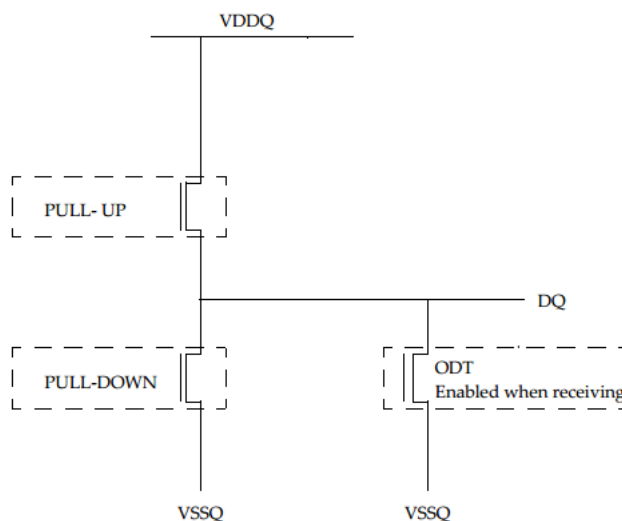 VDDQ
PULL- UP
DQ
PULL-DOWN
ODT
Enabled when receiving
VSSQ
VSSQ